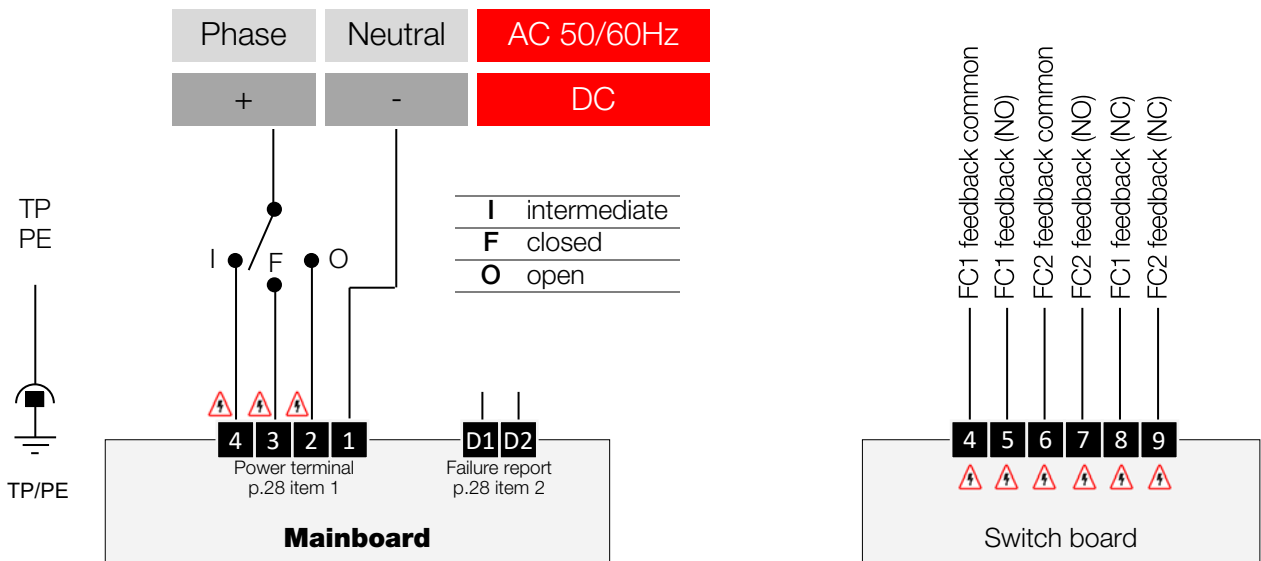 Phase Neutral AC 50/60Hz
+ - DC
TP
PE
I F O
I intermediate
F closed
O open
4 3 2 1
Power terminal
p.28 item 1
D1 D2
Failure report
p.28 item 2
TP/PE
Mainboard
FC1 feedback common
FC1 feedback (NO)
FC2 feedback common
FC2 feedback (NO)
FC1 feedback (NC)
FC2 feedback (NC)
4 5 6 7 8 9
Switch board